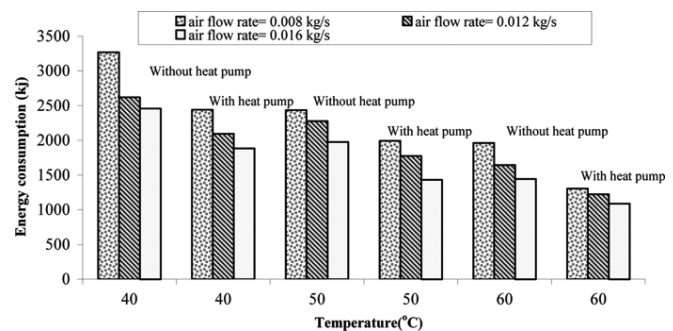 air flow rate= 0.008 kg/s air flow rate= 0.012 kg/s
air flow rate= 0.016 kg/s
3500
3000
2500
2000
1500
1000
500
0
Energy consumption (kj)
Without heat pump
With heat pump
Without heat pump
With heat pump
Without heat pump
With heat pump
40 40 50 50 60 60
Temperature(°C)